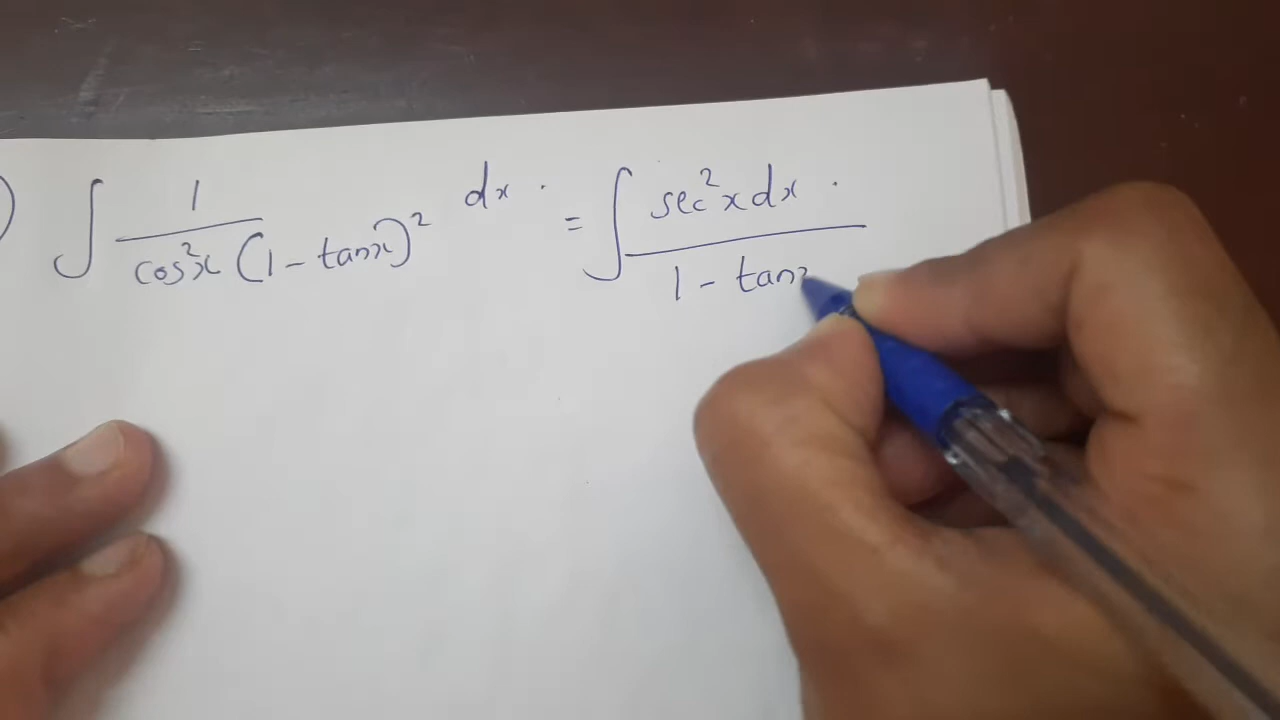 ) ∫ 1/(cos²x (1 - tanx)²) dx . = ∫ sec²x dx . / 1 - tanx